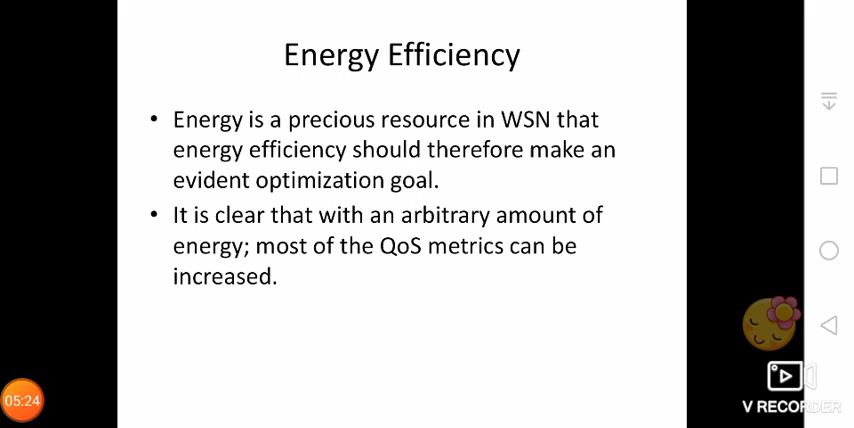 Energy Efficiency
• Energy is a precious resource in WSN that
energy efficiency should therefore make an
evident optimization goal.
• It is clear that with an arbitrary amount of
energy; most of the QoS metrics can be
increased.
05:24
V RECORDER